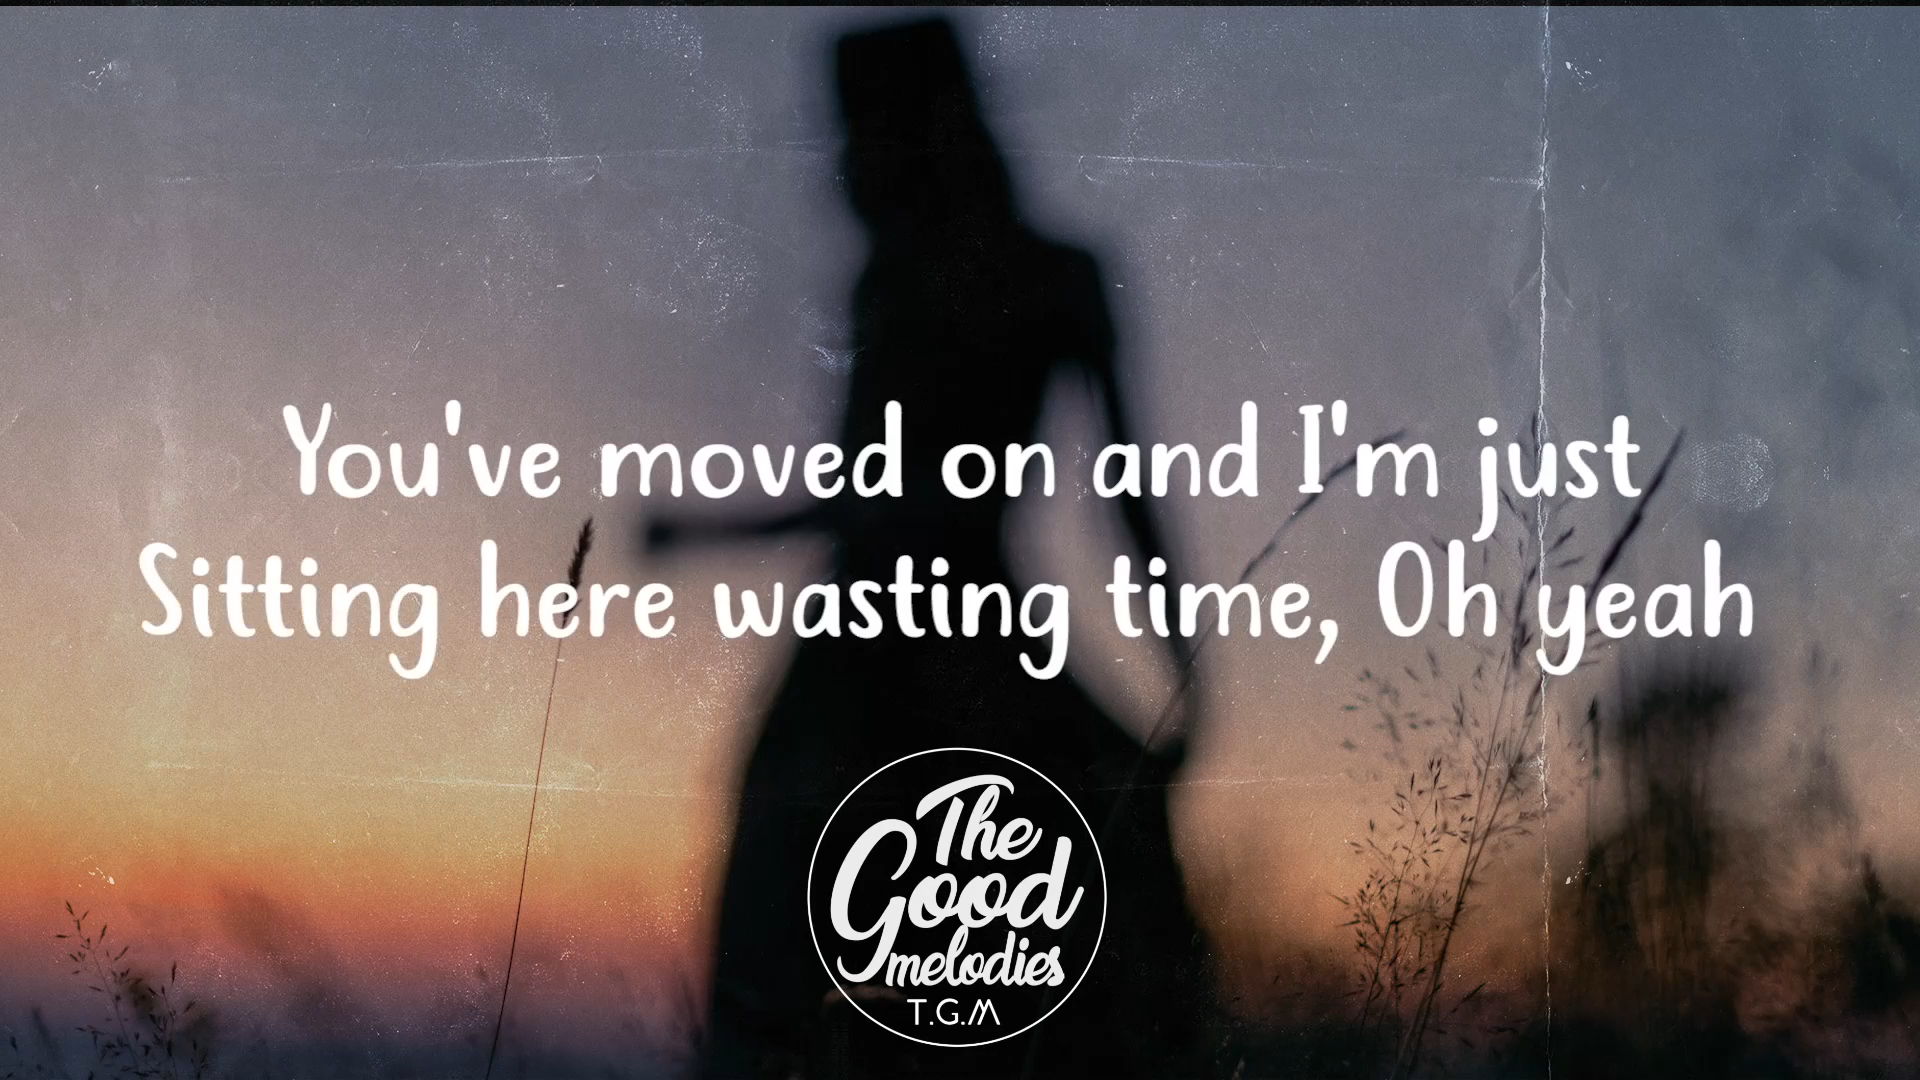 You've moved on and I'm just
Sitting here wasting time, Oh yeah
The
Good
melodies
T.G.M